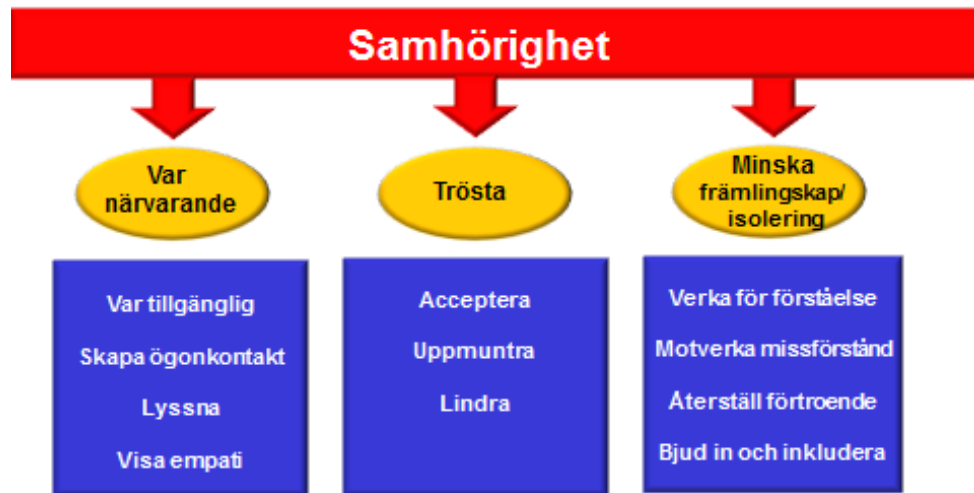 Samhörighet
Var
närvarande
Var tillgänglig
Skapa ögonkontakt
Lyssna
Visa empati
Trösta
Acceptera
Uppmuntra
Lindra
Minska
främlingskap/
isolering
Verka för förståelse
Motverka missförstånd
Återställ förtroende
Bjud in och inkludera